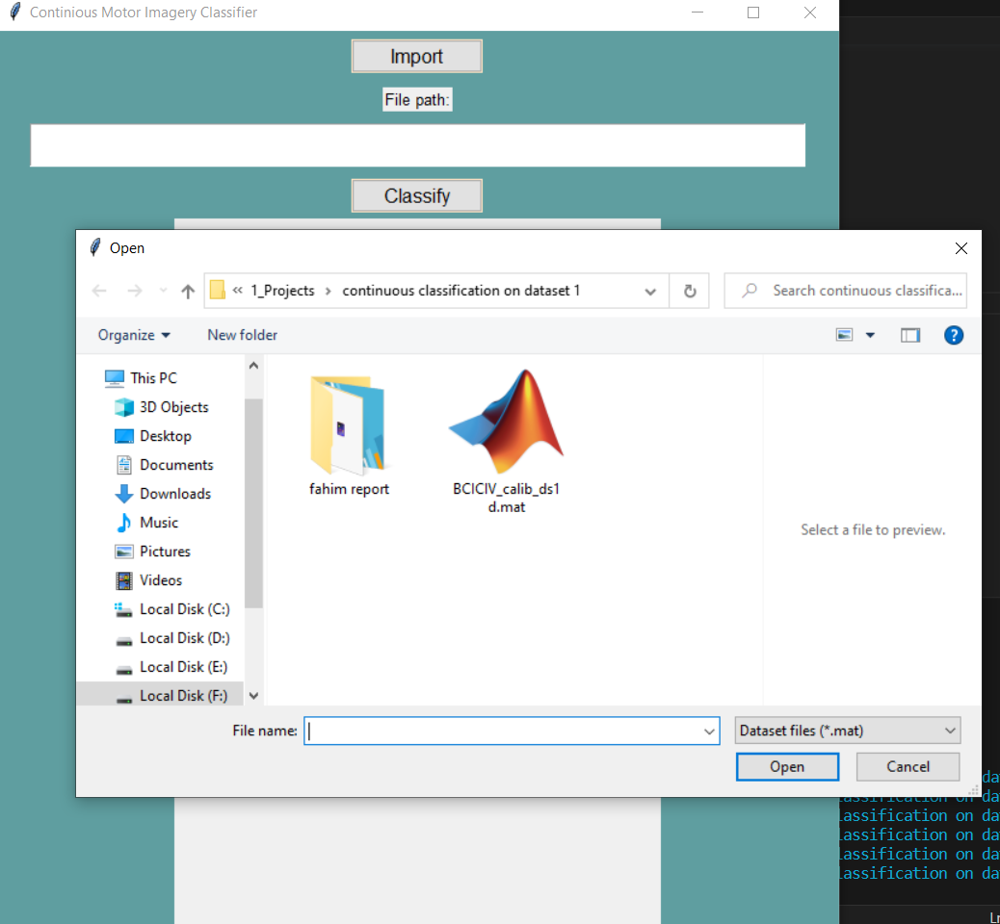 Continious Motor Imagery Classifier
Import
File path:
Classify
Open
« 1_Projects › continuous classification on dataset 1
Search continuous classifica...
Organize
New folder
?
This PC
3D Objects
Desktop
Documents
Downloads
Music
Pictures
Videos
Local Disk (C:)
Local Disk (D:)
Local Disk (E:)
Local Disk (F:)
fahim report
BCICIV_calib_ds1
d.mat
Select a file to preview.
File name:
Dataset files (*.mat)
Open
Cancel
da
lassification on da
lassification on da
lassification on da
lassification on da
lassification on da